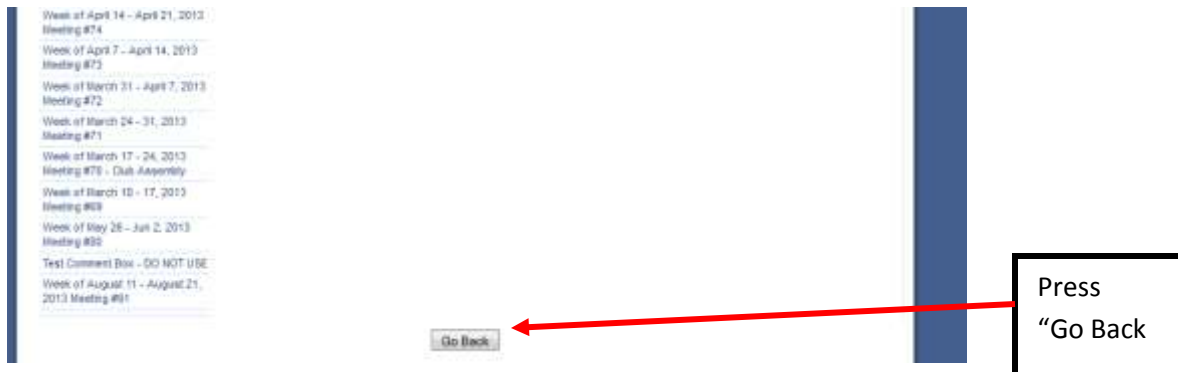 Week of April 14 - April 21, 2013
Meeting #74
Week of April 7 - April 14, 2013
Meeting #73
Week of March 31 - April 7, 2013
Meeting #72
Week of March 24 - 31, 2013
Meeting #71
Week of March 17 - 24, 2013
Meeting #70 - Club Assembly
Week of March 10 - 17, 2013
Meeting #69
Week of May 26 - Jun 2, 2013
Meeting #80
Test Comment Box - DO NOT USE
Week of August 11 - August 21,
2013 Meeting #91
Go Back
Press
“Go Back